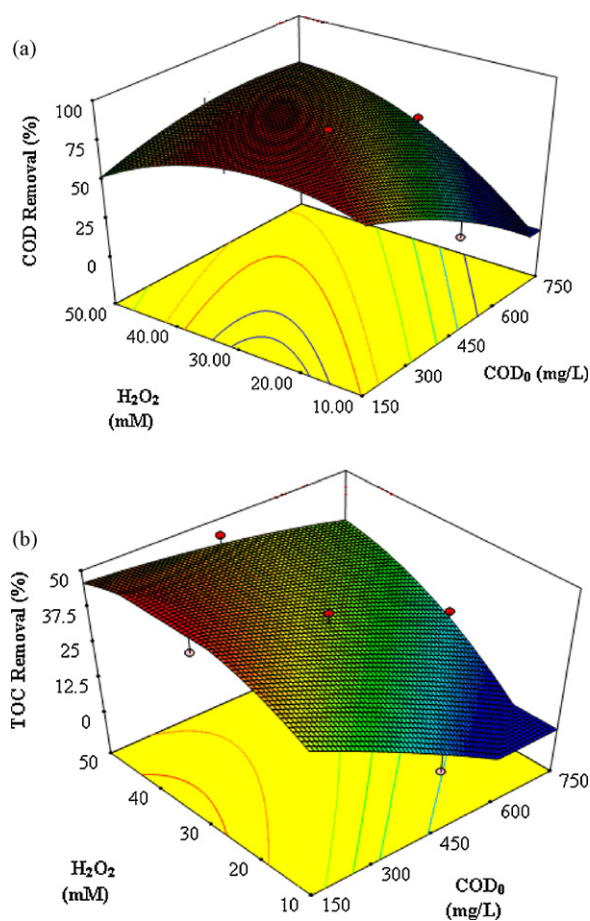 (a)
COD Removal (%)
100
75
50
25
0
50.00
40.00
30.00
20.00
10.00
H₂O₂
(mM)
150
300
450
600
750
COD₀ (mg/L)
(b)
TOC Removal (%)
50
37.5
25
12.5
0
50
40
30
20
10
H₂O₂
(mM)
150
300
450
600
750
COD₀
(mg/L)